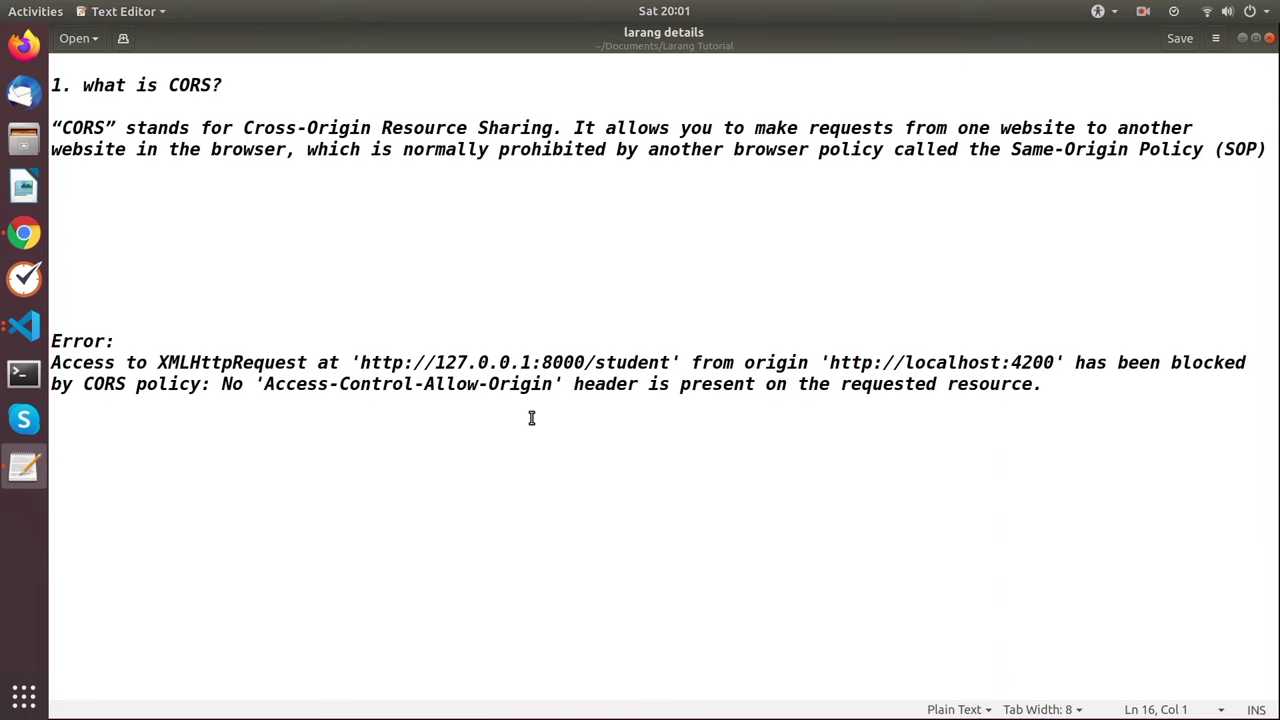 Activities
Text Editor
Sat 20:01
Open
larang details
~/Documents/Larang Tutorial
Save
1. what is CORS?
“CORS” stands for Cross-Origin Resource Sharing. It allows you to make requests from one website to another
website in the browser, which is normally prohibited by another browser policy called the Same-Origin Policy (SOP)
Error:
Access to XMLHttpRequest at 'http://127.0.0.1:8000/student' from origin 'http://localhost:4200' has been blocked
by CORS policy: No 'Access-Control-Allow-Origin' header is present on the requested resource.
Plain Text
Tab Width: 8
Ln 16, Col 1
INS